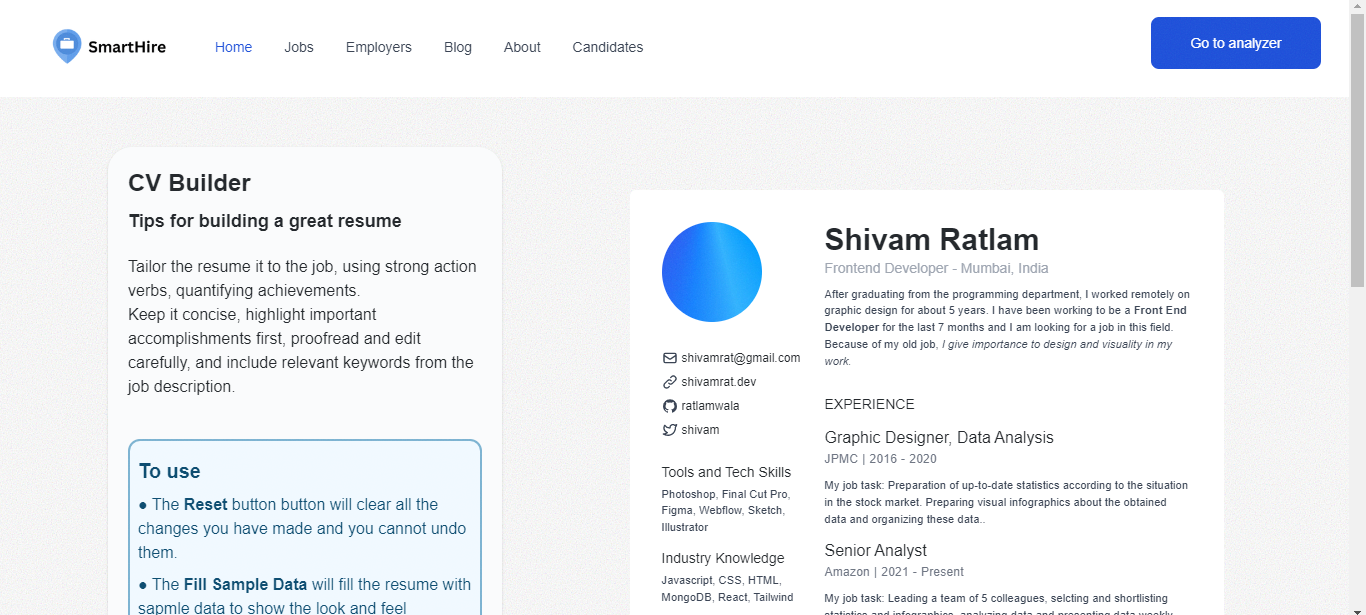 SmartHire
Home Jobs Employers Blog About Candidates
Go to analyzer
CV Builder
Tips for building a great resume
Tailor the resume it to the job, using strong action
verbs, quantifying achievements.
Keep it concise, highlight important
accomplishments first, proofread and edit
carefully, and include relevant keywords from the
job description.
To use
● The Reset button button will clear all the
changes you have made and you cannot undo
them.
● The Fill Sample Data will fill the resume with
sapmle data to show the look and feel
shivamrat@gmail.com
shivamrat.dev
ratlamwala
shivam
Tools and Tech Skills
Photoshop, Final Cut Pro,
Figma, Webflow, Sketch,
Illustrator
Industry Knowledge
Javascript, CSS, HTML,
MongoDB, React, Tailwind
Shivam Ratlam
Frontend Developer - Mumbai, India
After graduating from the programming department, I worked remotely on
graphic design for about 5 years. I have been working to be a Front End
Developer for the last 7 months and I am looking for a job in this field.
Because of my old job, I give importance to design and visuality in my
work.
EXPERIENCE
Graphic Designer, Data Analysis
JPMC | 2016 - 2020
My job task: Preparation of up-to-date statistics according to the situation
in the stock market. Preparing visual infographics about the obtained
data and organizing these data..
Senior Analyst
Amazon | 2021 - Present
My job task: Leading a team of 5 colleagues, selcting and shortlisting
statistics and infographics, analyzing data and presenting data weekly